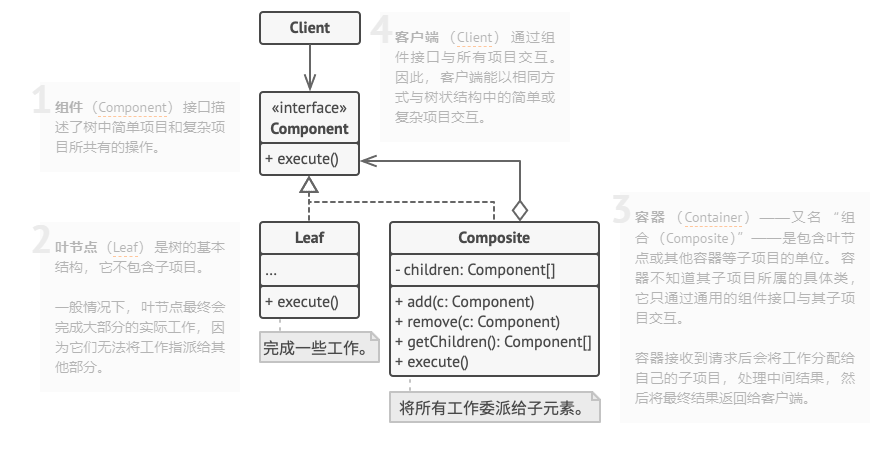 Client
4
客户端 （Client） 通过组
件接口与所有项目交互。
因此， 客户端能以相同方
式与树状结构中的简单或
复杂项目交互。
1
组件 （Component） 接口描
述了树中简单项目和复杂项
目所共有的操作。
«interface»
Component
+ execute()
2
叶节点 （Leaf） 是树的基本
结构， 它不包含子项目。
一般情况下， 叶节点最终会
完成大部分的实际工作， 因
为它们无法将工作指派给其
他部分。
Leaf
...
+ execute()
完成一些工作。
Composite
- children: Component[]
+ add(c: Component)
+ remove(c: Component)
+ getChildren(): Component[]
+ execute()
将所有工作委派给子元素。
3
容器 （Container） ——又名 “组
合 （Composite）” ——是包含叶节
点或其他容器等子项目的单位。 容
器不知道其子项目所属的具体类，
它只通过通用的组件接口与其子项
目交互。
容器接收到请求后会将工作分配给
自己的子项目， 处理中间结果， 然
后将最终结果返回给客户端。